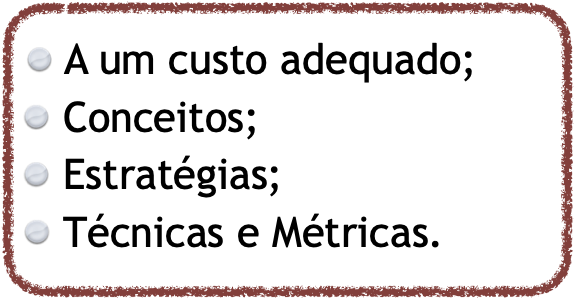 A um custo adequado;
Conceitos;
Estratégias;
Técnicas e Métricas.